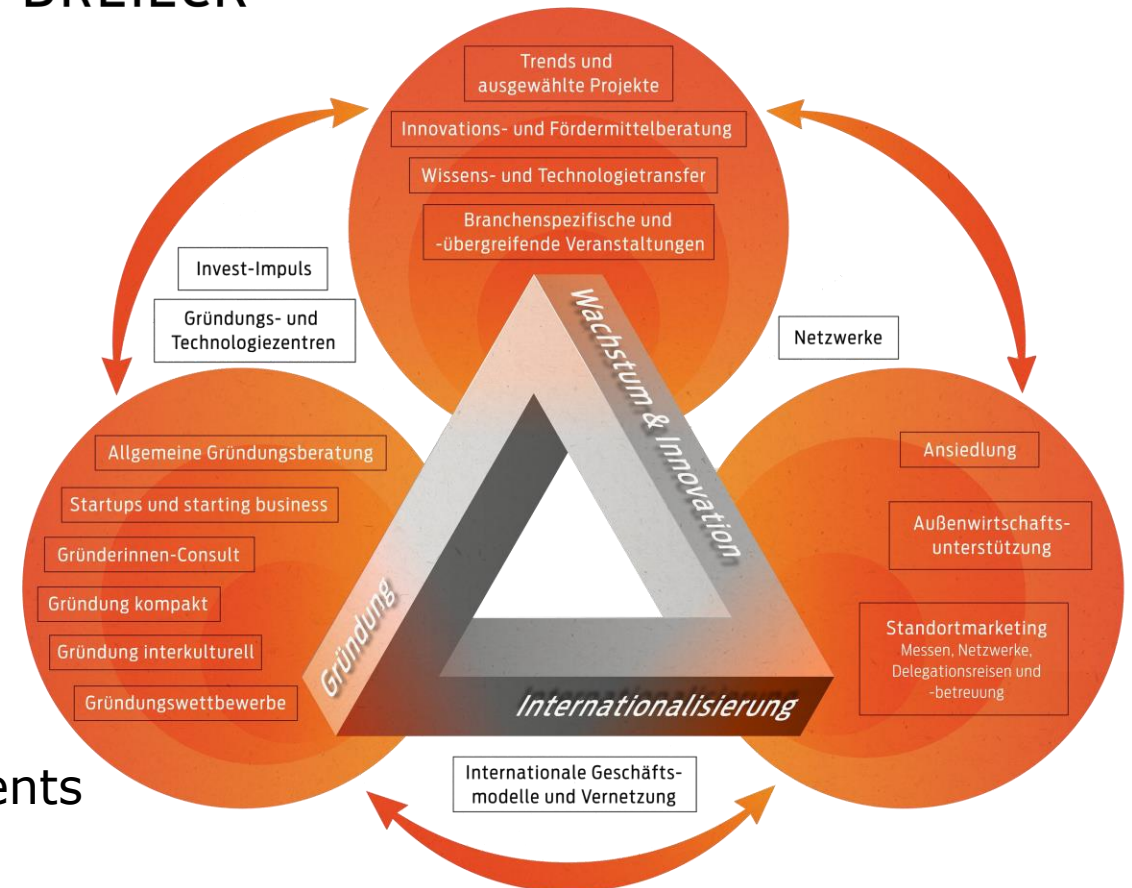 DREIECK
Trends und
ausgewählte Projekte
Innovations- und Fördermittelberatung
Wissens- und Technologietransfer
Branchenspezifische und
-übergreifende Veranstaltungen
Invest-Impuls
Gründungs- und
Technologiezentren
Netzwerke
Wachstum & Innovation
Allgemeine Gründungsberatung
Startups und starting business
Gründerinnen-Consult
Gründung kompakt
Gründung interkulturell
Gründungswettbewerbe
Gründung
Ansiedlung
Außenwirtschafts-
unterstützung
Standortmarketing
Messen, Netzwerke,
Delegationsreisen und
-betreuung
Internationalisierung
Internationale Geschäfts-
modelle und Vernetzung
ents